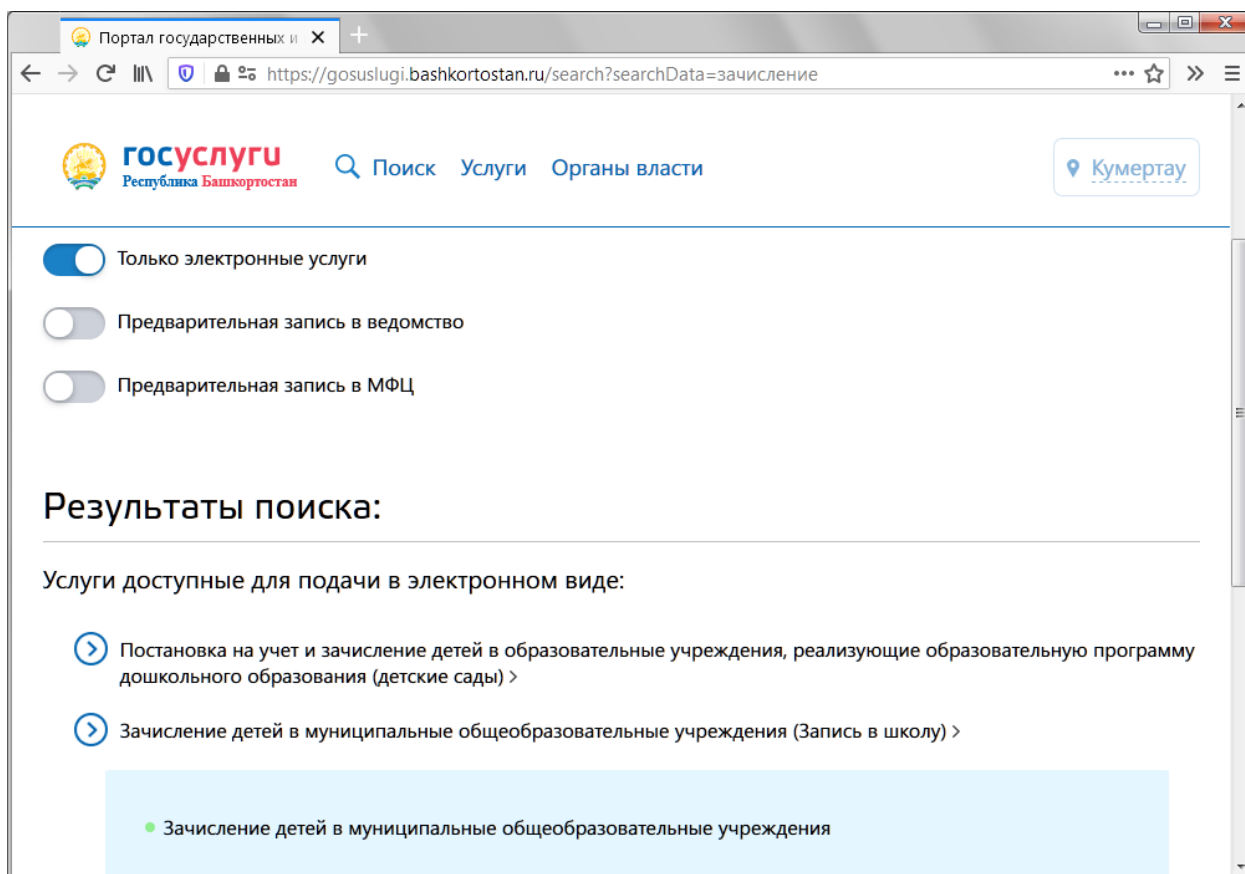 Портал государственных и
https://gosuslugi.bashkortostan.ru/search?searchData=зачисление
госуслуги
Республика Башкортостан
Поиск Услуги Органы власти
Кумертау
Только электронные услуги
Предварительная запись в ведомство
Предварительная запись в МФЦ
Результаты поиска:
Услуги доступные для подачи в электронном виде:
Постановка на учет и зачисление детей в образовательные учреждения, реализующие образовательную программу
дошкольного образования (детские сады) >
Зачисление детей в муниципальные общеобразовательные учреждения (Запись в школу) >
Зачисление детей в муниципальные общеобразовательные учреждения